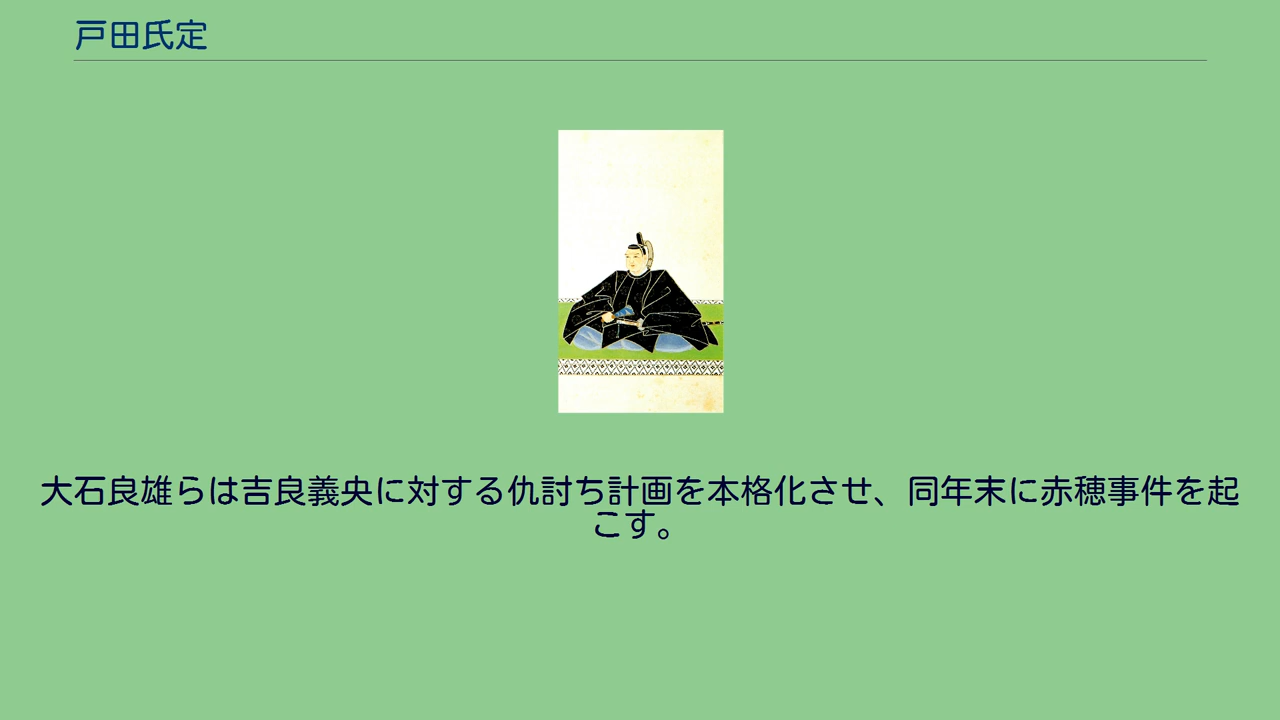 戸田氏定
大石良雄らは吉良義央に対する仇討ち計画を本格化させ、同年末に赤穂事件を起
こす。